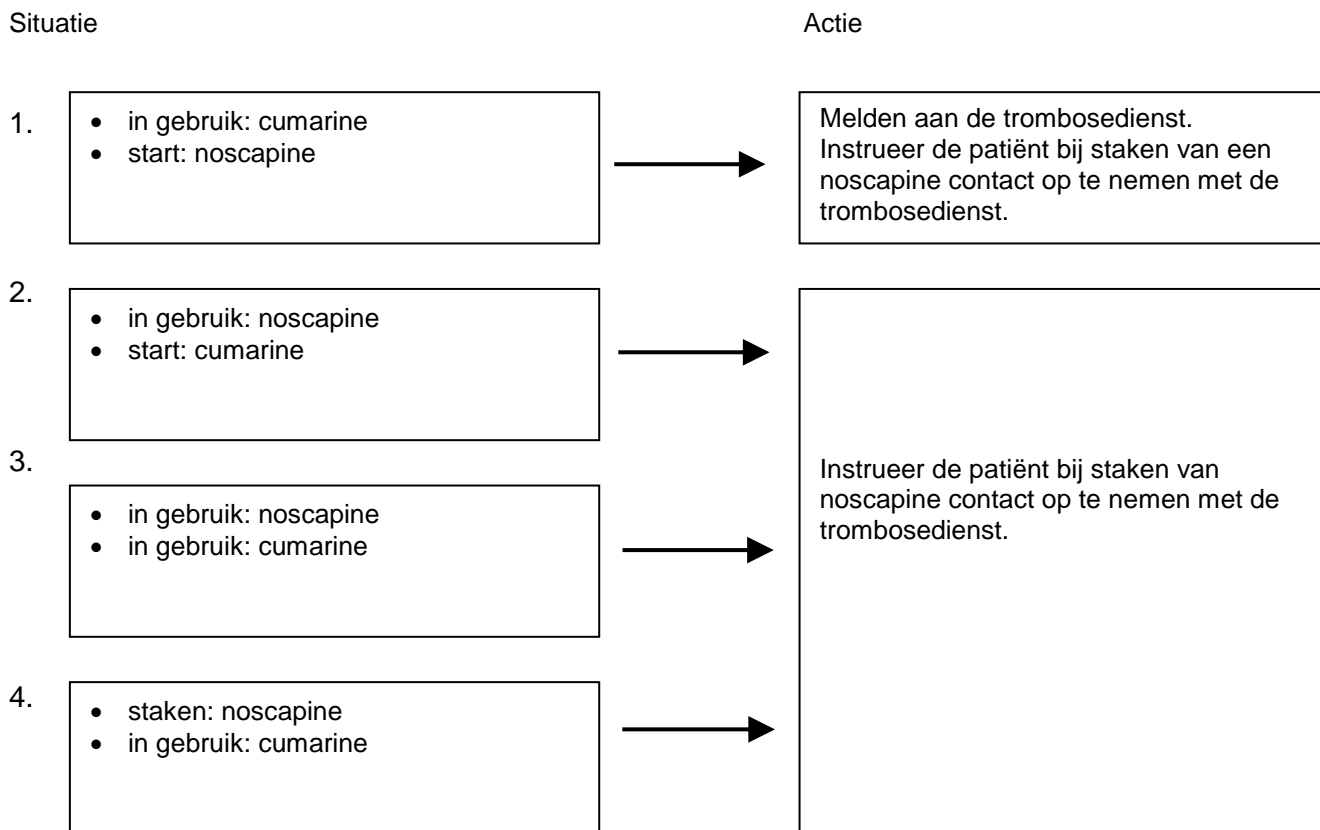 Situatie
Actie
1.
• in gebruik: cumarine
• start: noscapine
Melden aan de trombosedienst.
Instrueer de patiënt bij staken van een
noscapine contact op te nemen met de
trombosedienst.
2.
• in gebruik: noscapine
• start: cumarine
3.
• in gebruik: noscapine
• in gebruik: cumarine
Instrueer de patiënt bij staken van
noscapine contact op te nemen met de
trombosedienst.
4.
• staken: noscapine
• in gebruik: cumarine